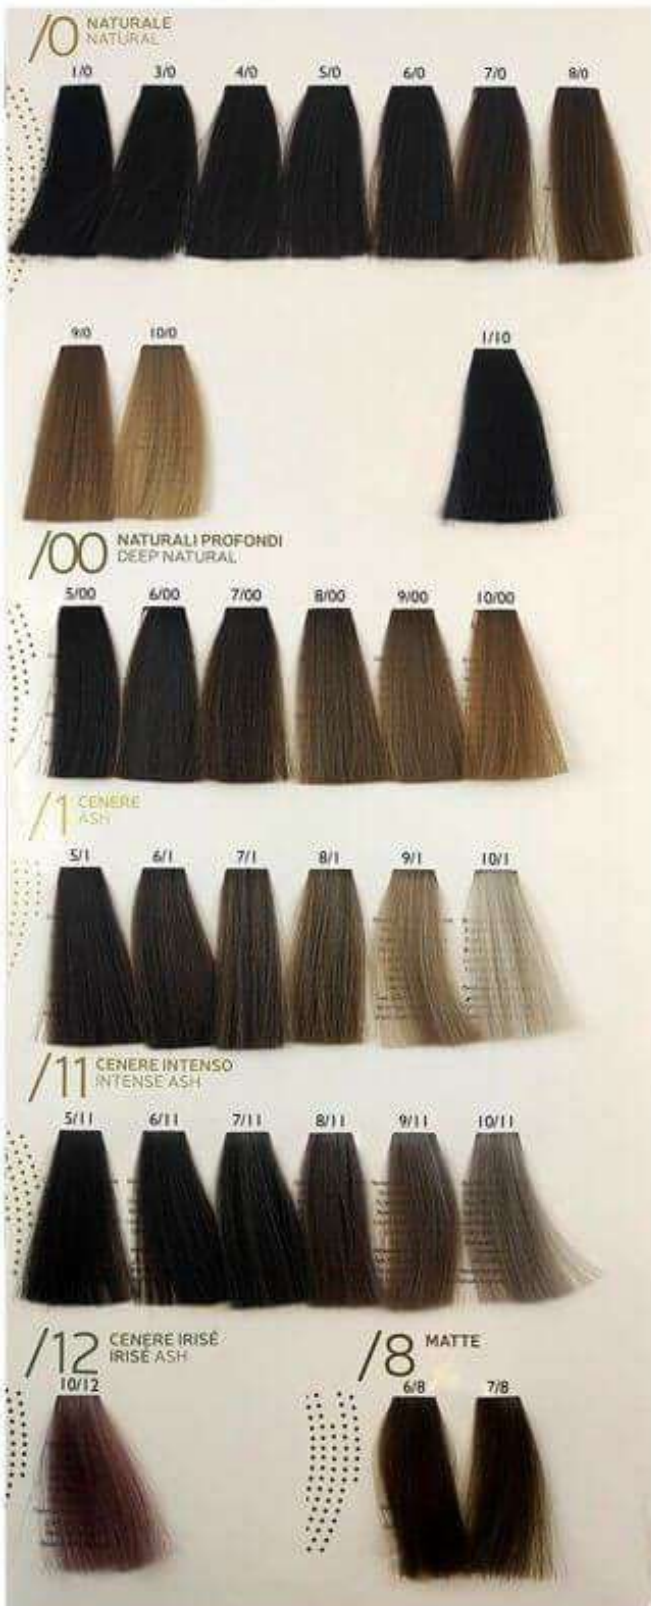 /0 NATURALE
NATURAL
1/0 3/0 4/0 5/0 6/0 7/0 8/0
9/0 10/0 1/10
/00 NATURALI PROFONDI
DEEP NATURAL
5/00 6/00 7/00 8/00 9/00 10/00
/1 CENERE
ASH
5/1 6/1 7/1 8/1 9/1 10/1
/11 CENERE INTENSO
INTENSE ASH
5/11 6/11 7/11 8/11 9/11 10/11
/12 CENERE IRISÉ
IRISÉ ASH
10/12
/8 MATTE
6/8 7/8